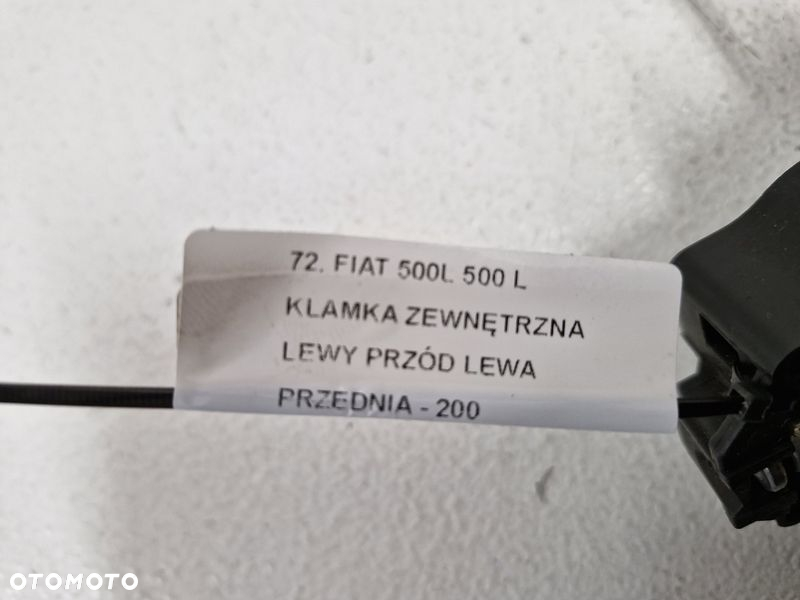 72. FIAT 500L 500 L
KLAMKA ZEWNĘTRZNA
LEWY PRZÓD LEWA
PRZEDNIA - 200
OTOMOTO